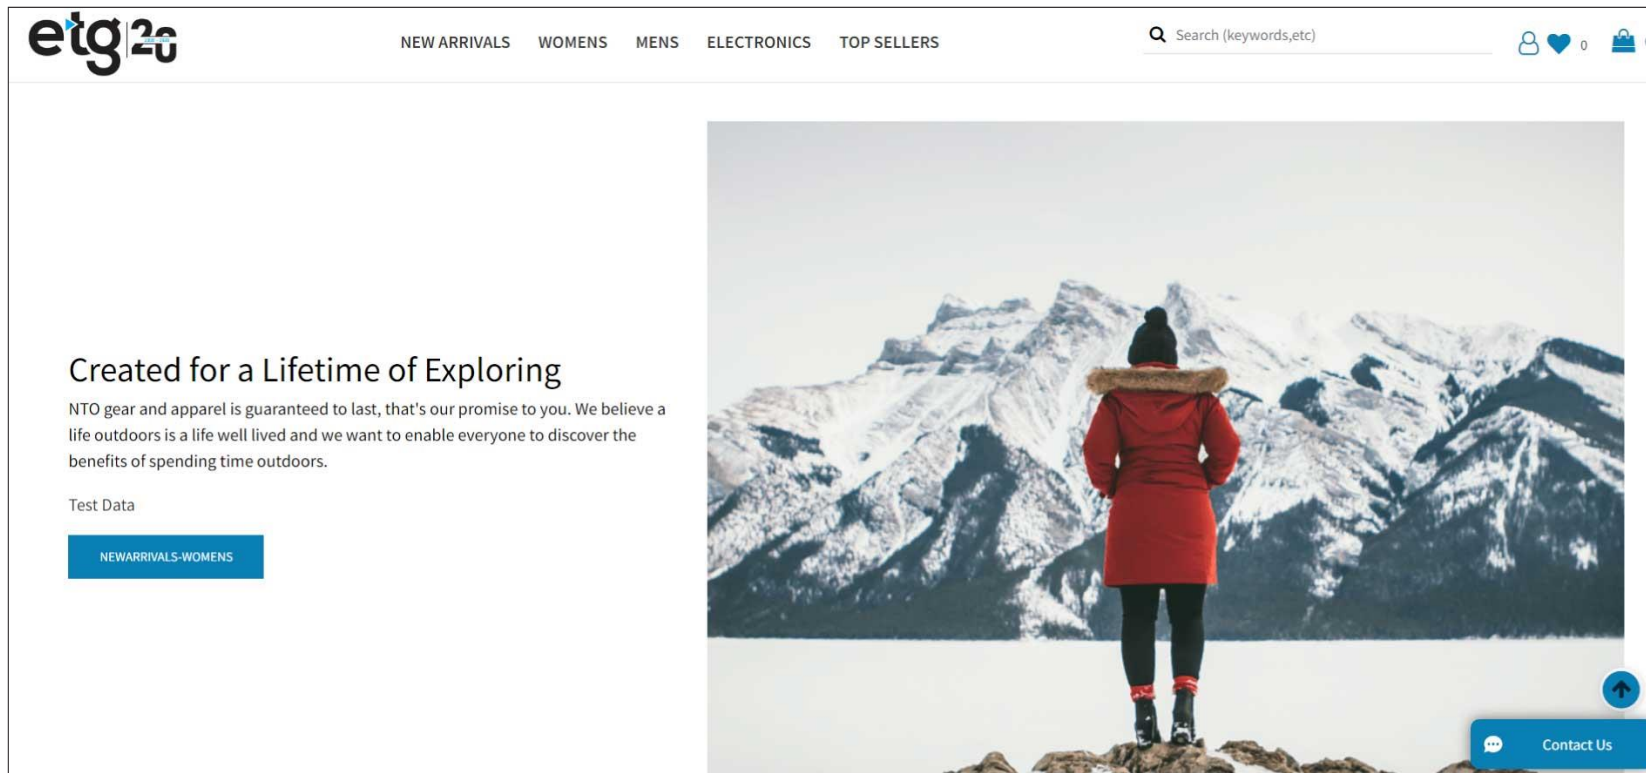 etg 20
NEW ARRIVALS WOMENS MENS ELECTRONICS TOP SELLERS
Search (keywords,etc)
0
Created for a Lifetime of Exploring
NTO gear and apparel is guaranteed to last, that's our promise to you. We believe a
life outdoors is a life well lived and we want to enable everyone to discover the
benefits of spending time outdoors.
Test Data
NEWARRIVALS-WOMENS
Contact Us